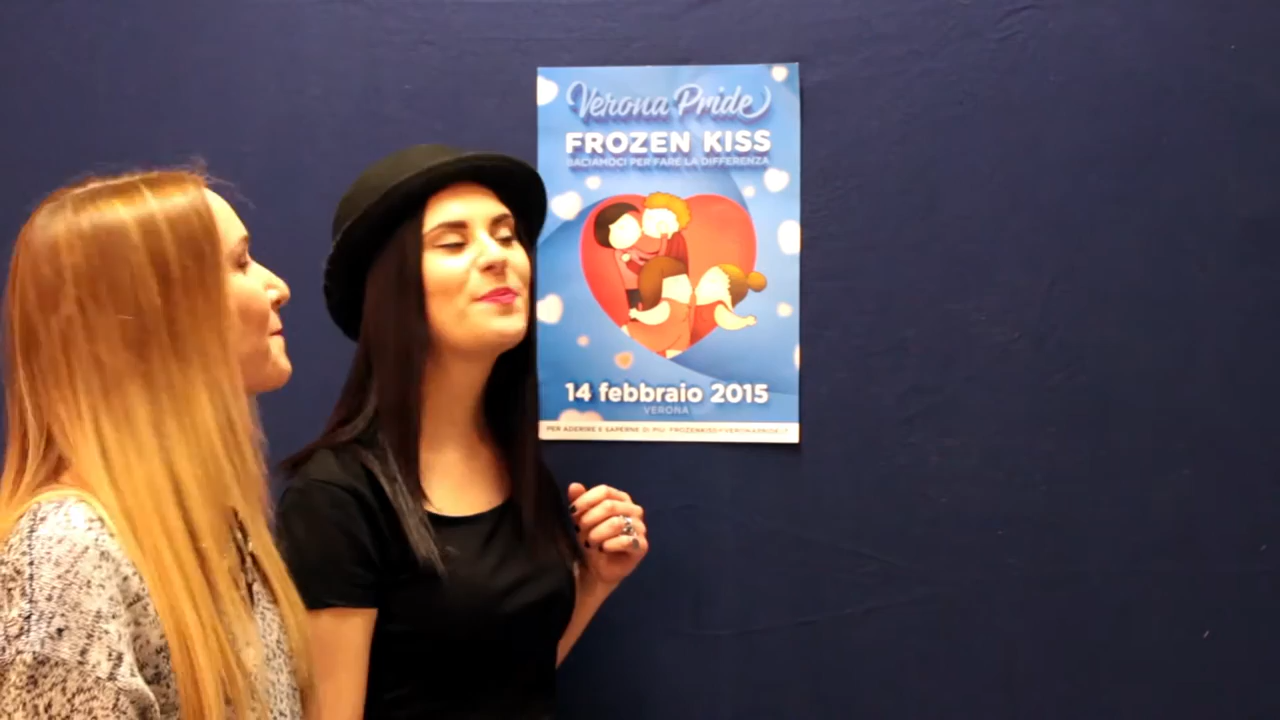 Verona Pride
FROZEN KISS
BACIAMOCI PER FARE LA DIFFERENZA
14 febbraio 2015
VERONA
PER ADERIRE E SAPERNE DI PIÙ: FROZENKISS@VERONAPRIDE.IT